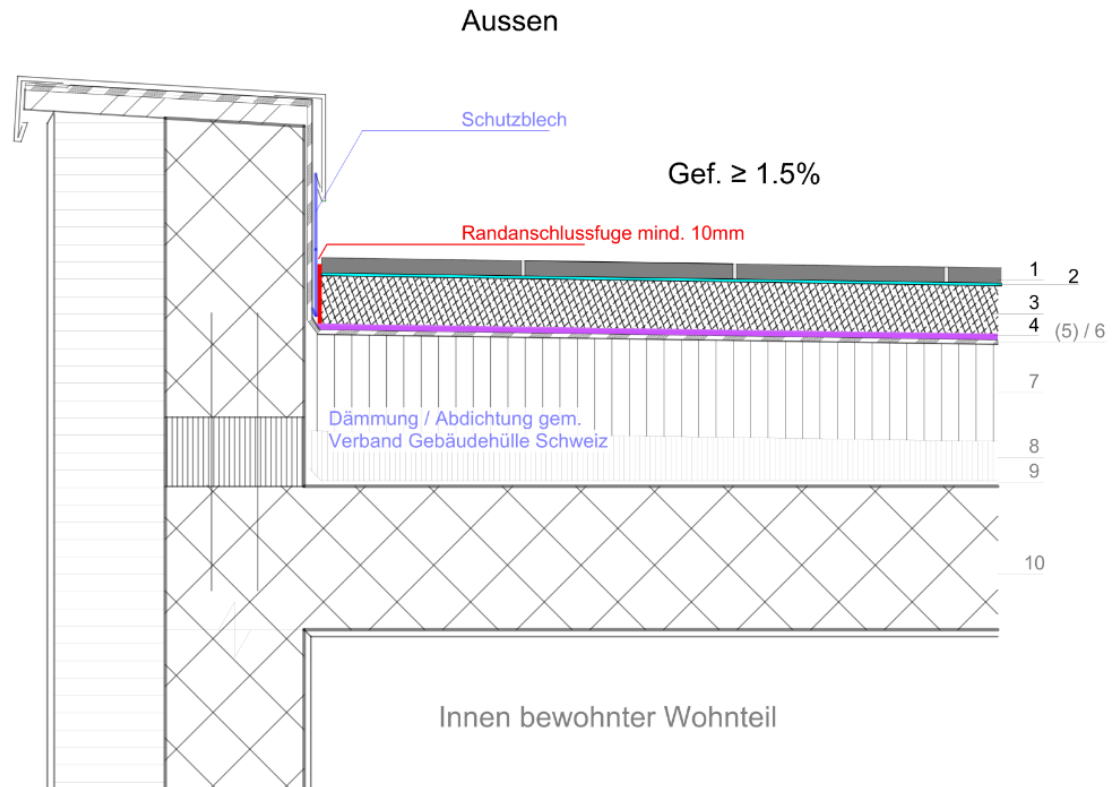 Aussen
Schutzblech
Gef. ≥ 1.5%
Randanschlussfuge mind. 10mm
1
2
3
4
(5) / 6
7
Dämmung / Abdichtung gem.
Verband Gebäudehülle Schweiz
8
9
10
Innen bewohnter Wohnteil